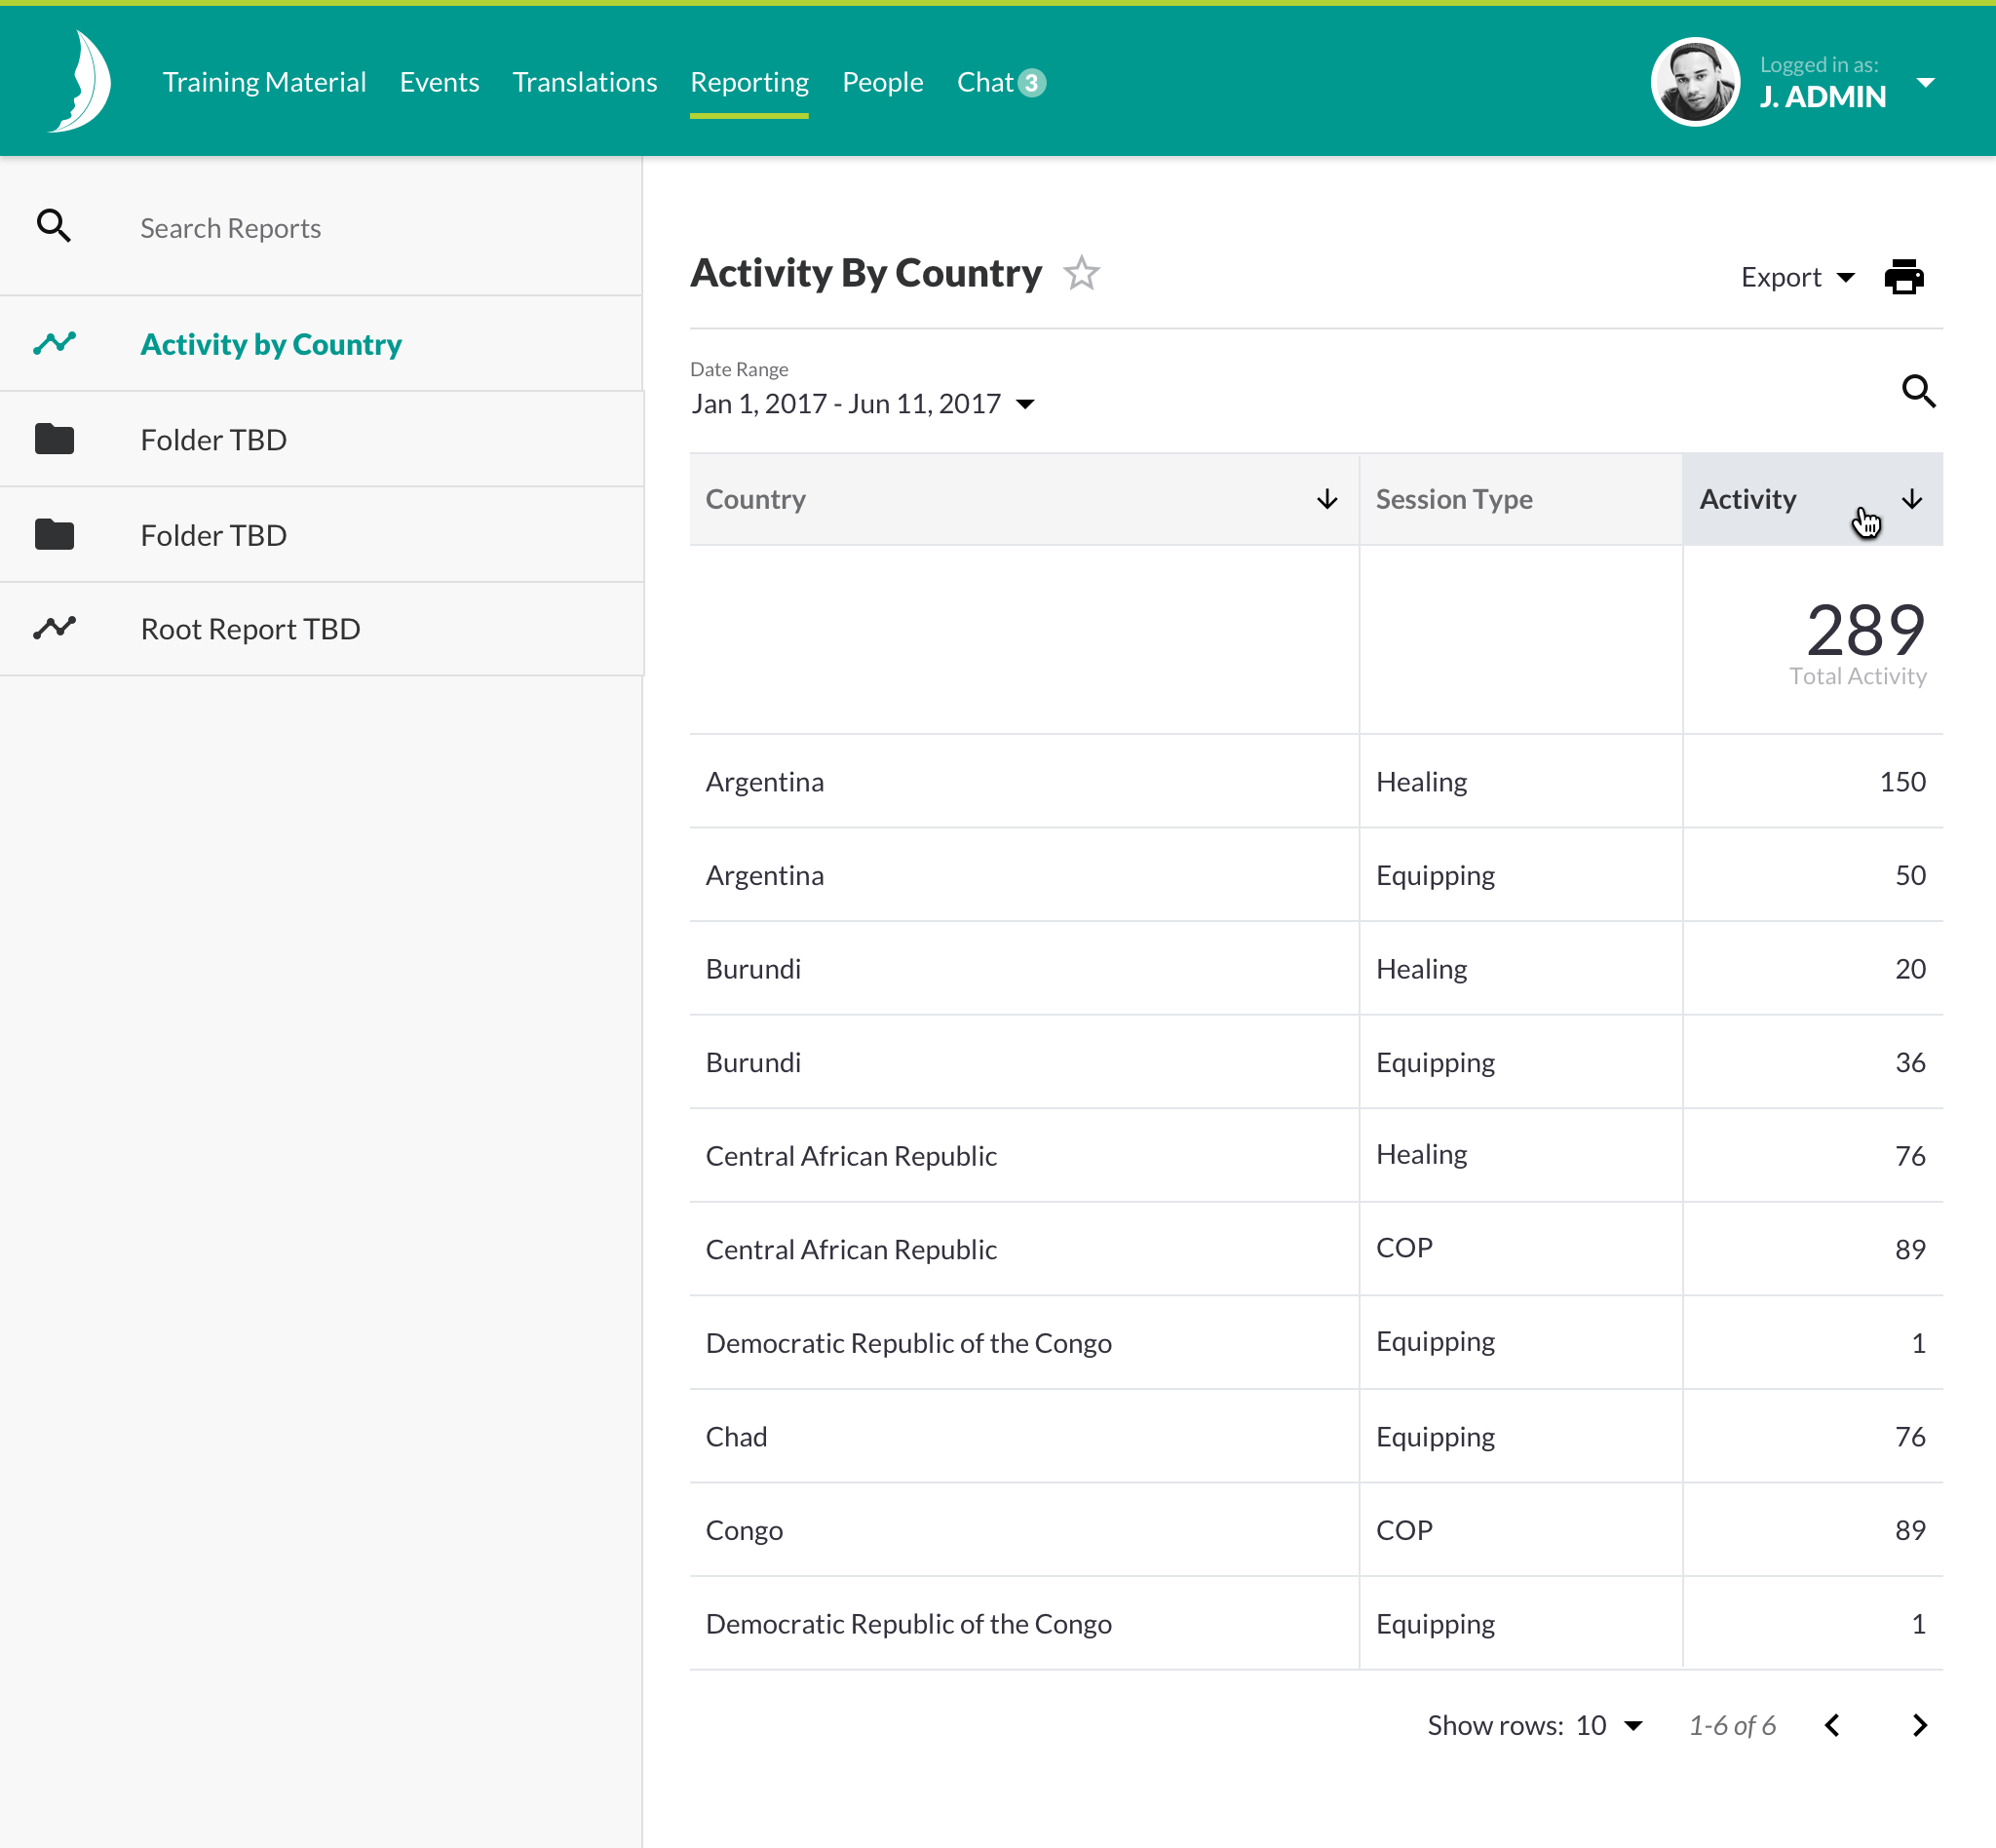 Training Material Events Translations Reporting People Chat 3
Logged in as:
J. ADMIN
Search Reports
Activity by Country
Folder TBD
Folder TBD
Root Report TBD
Activity By Country
Export
Date Range
Jan 1, 2017 - Jun 11, 2017
Country Session Type Activity
289
Total Activity
Argentina Healing 150
Argentina Equipping 50
Burundi Healing 20
Burundi Equipping 36
Central African Republic Healing 76
Central African Republic COP 89
Democratic Republic of the Congo Equipping 1
Chad Equipping 76
Congo COP 89
Democratic Republic of the Congo Equipping 1
Show rows: 10 1-6 of 6